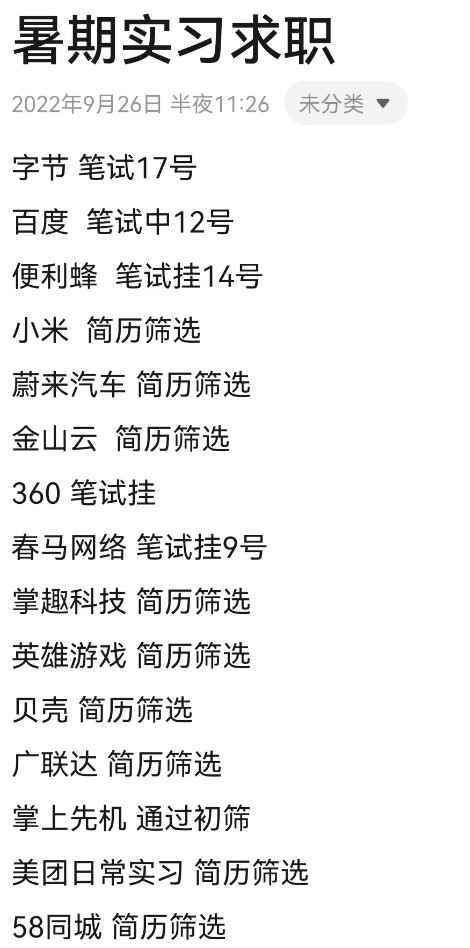 暑期实习求职
2022年9月26日 半夜11:26 未分类
字节 笔试17号
百度 笔试中12号
便利蜂 笔试挂14号
小米 简历筛选
蔚来汽车 简历筛选
金山云 简历筛选
360 笔试挂
春马网络 笔试挂9号
掌趣科技 简历筛选
英雄游戏 简历筛选
贝壳 简历筛选
广联达 简历筛选
掌上先机 通过初筛
美团日常实习 简历筛选
58同城 简历筛选